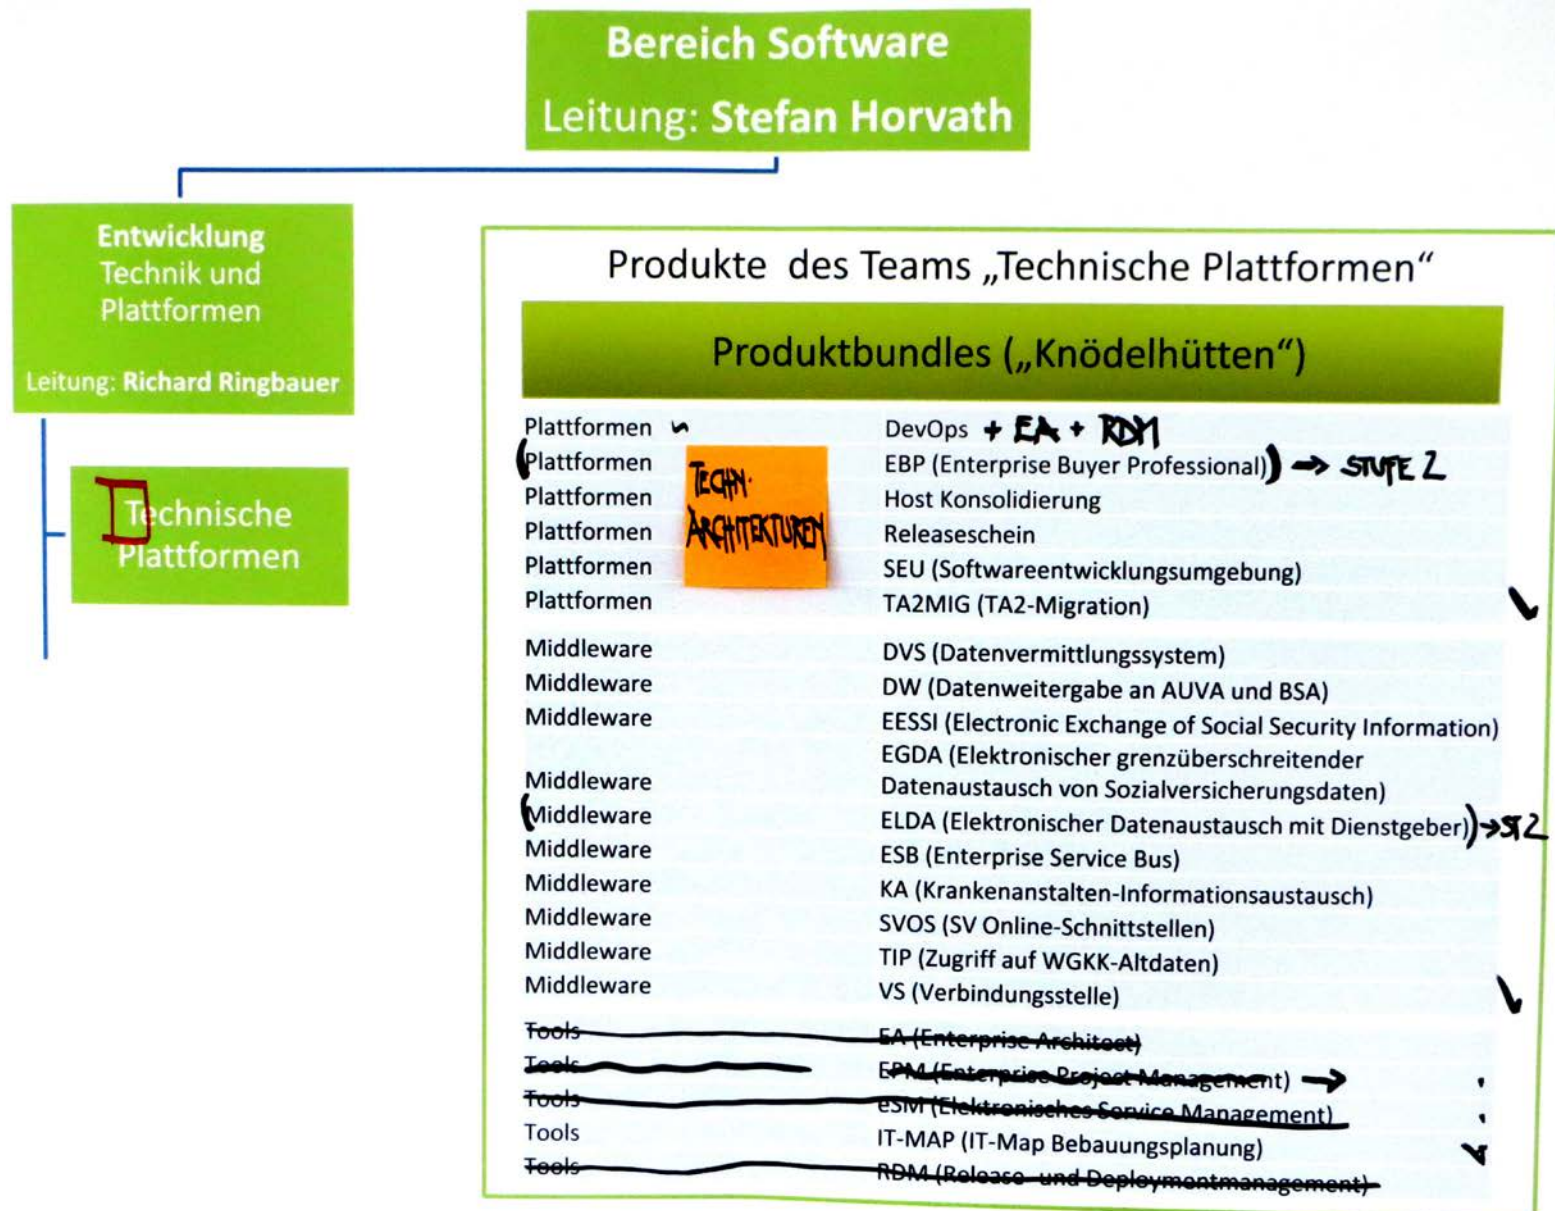 Bereich Software
Leitung: Stefan Horvath
Entwicklung
Technik und
Plattformen
Leitung: Richard Ringbauer
Technische
Plattformen
Produkte des Teams „Technische Plattformen“
Produktbundles („Knödelhütten“)
Plattformen DevOps + EA + RDM
(Plattformen EBP (Enterprise Buyer Professional)) → STUFE 2
Plattformen Host Konsolidierung
Plattformen Releaseschein
Plattformen SEU (Softwareentwicklungsumgebung)
Plattformen TA2MIG (TA2-Migration)
TECHN.
ARCHITEKTUREN
Middleware DVS (Datenvermittlungssystem)
Middleware DW (Datenweitergabe an AUVA und BSA)
Middleware EESSI (Electronic Exchange of Social Security Information)
EGDA (Elektronischer grenzüberschreitender
Middleware Datenaustausch von Sozialversicherungsdaten)
(Middleware ELDA (Elektronischer Datenaustausch mit Dienstgeber)) → ST2
Middleware ESB (Enterprise Service Bus)
Middleware KA (Krankenanstalten-Informationsaustausch)
Middleware SVOS (SV Online-Schnittstellen)
Middleware TIP (Zugriff auf WGKK-Altdaten)
Middleware VS (Verbindungsstelle)
Tools EA (Enterprise Architect)
Tools EPM (Enterprise Project Management) →
Tools eSM (Elektronisches Service Management)
Tools IT-MAP (IT-Map Bebauungsplanung)
Tools RDM (Release- und Deploymentmanagement)